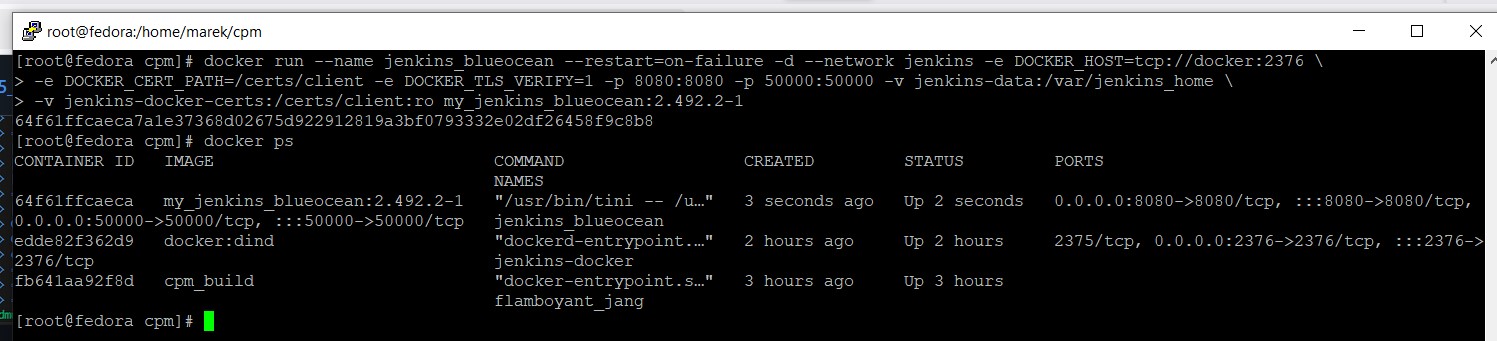 root@fedora:/home/marek/cpm
[root@fedora cpm]# docker run --name jenkins_blueocean --restart=on-failure -d --network jenkins -e DOCKER_HOST=tcp://docker:2376 \
> -e DOCKER_CERT_PATH=/certs/client -e DOCKER_TLS_VERIFY=1 -p 8080:8080 -p 50000:50000 -v jenkins-data:/var/jenkins_home \
> -v jenkins-docker-certs:/certs/client:ro my_jenkins_blueocean:2.492.2-1
64f61ffcaeca7a1e37368d02675d922912819a3bf0793332e02df26458f9c8b8
[root@fedora cpm]# docker ps
CONTAINER ID   IMAGE                            COMMAND                  CREATED         STATUS         PORTS
                                                NAMES
64f61ffcaeca   my_jenkins_blueocean:2.492.2-1   "/usr/bin/tini -- /u…"   3 seconds ago   Up 2 seconds   0.0.0.0:8080->8080/tcp, :::8080->8080/tcp,
0.0.0.0:50000->50000/tcp, :::50000->50000/tcp   jenkins_blueocean
edde82f362d9   docker:dind                      "dockerd-entrypoint.…"   2 hours ago     Up 2 hours     2375/tcp, 0.0.0.0:2376->2376/tcp, :::2376->
2376/tcp                                        jenkins-docker
fb641aa92f8d   cpm_build                        "docker-entrypoint.s…"   3 hours ago     Up 3 hours
                                                flamboyant_jang
[root@fedora cpm]#